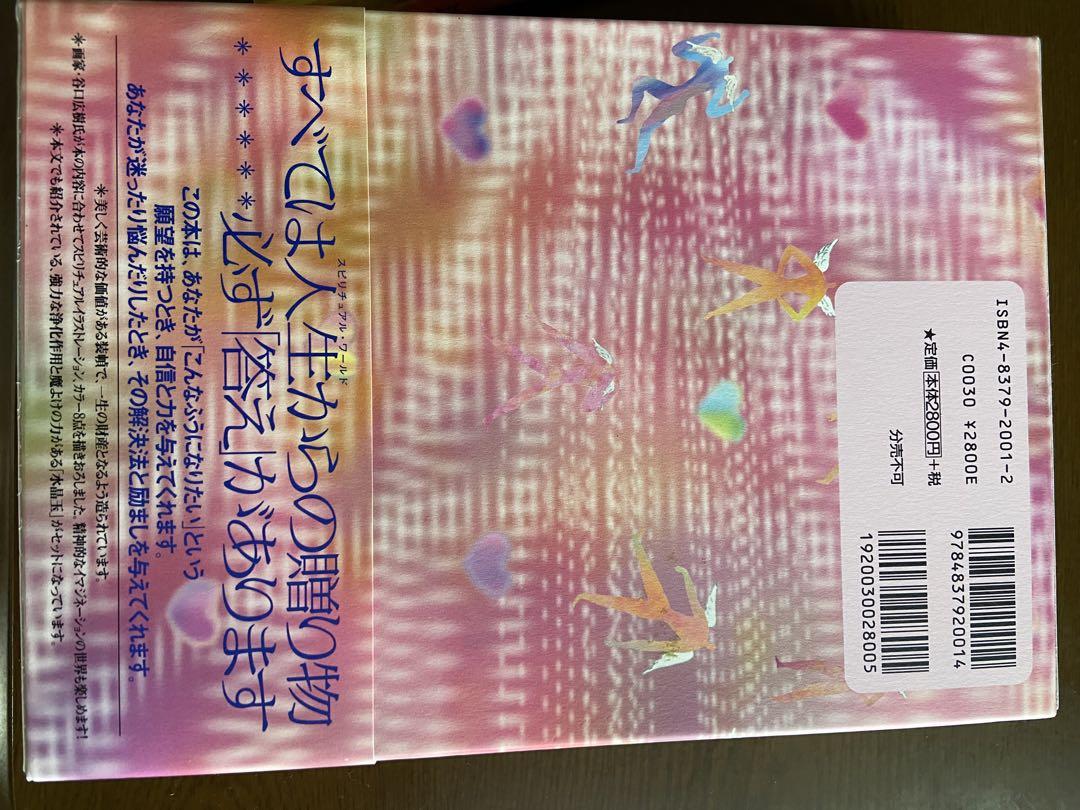 ISBN4-8379-2001-2
C0030 ¥2800E
★定価[本体2800円]+税
分売不可
9784837920014
1920030028005
すべては人生からの贈り物
スピリチュアル・ワールド
******必ず「答え」があります
この本は、あなたが「こんなふうになりたい」という
願望を持つとき、自信と力を与えてくれます。
あなたが迷ったり悩んだりしたとき、その解決法と励ましを与えてくれます。
*美しく芸術的な価値がある装幀で、一生の財産となるよう造られています。
*画家・谷口広樹氏が本の内容に合わせてスピリチュアルイラストレーション、カラー8点を描きおろしました。精神的なイマジネーションの世界も楽しめます!
*本文でも紹介されている、強力な浄化作用と魔よけの力がある「水晶玉」がセットになっています。